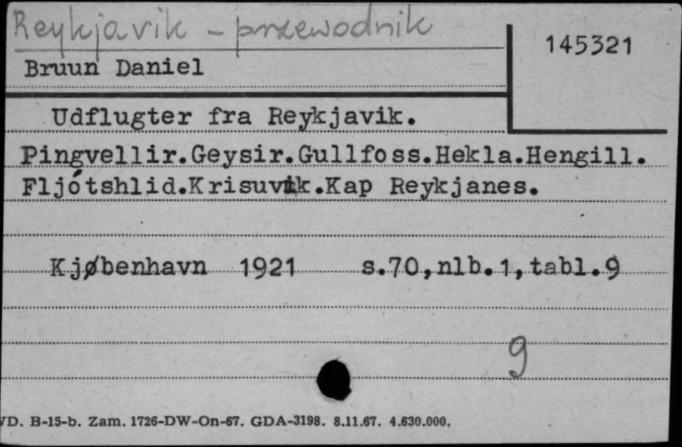 Reykjavik - przewodnik
145321
Bruun Daniel
Udflugter fra Reykjavik.
Pingvellir.Geysir.Gullfoss.Hekla.Hengill.
Fljótshlid.Krisuvik.Kap Reykjanes.
Kjøbenhavn 1921 s.70,nlb.1,tabl.9
9
VD. B-15-b. Zam. 1726-DW-On-67. GDA-3198. 8.11.67. 4.630.000.